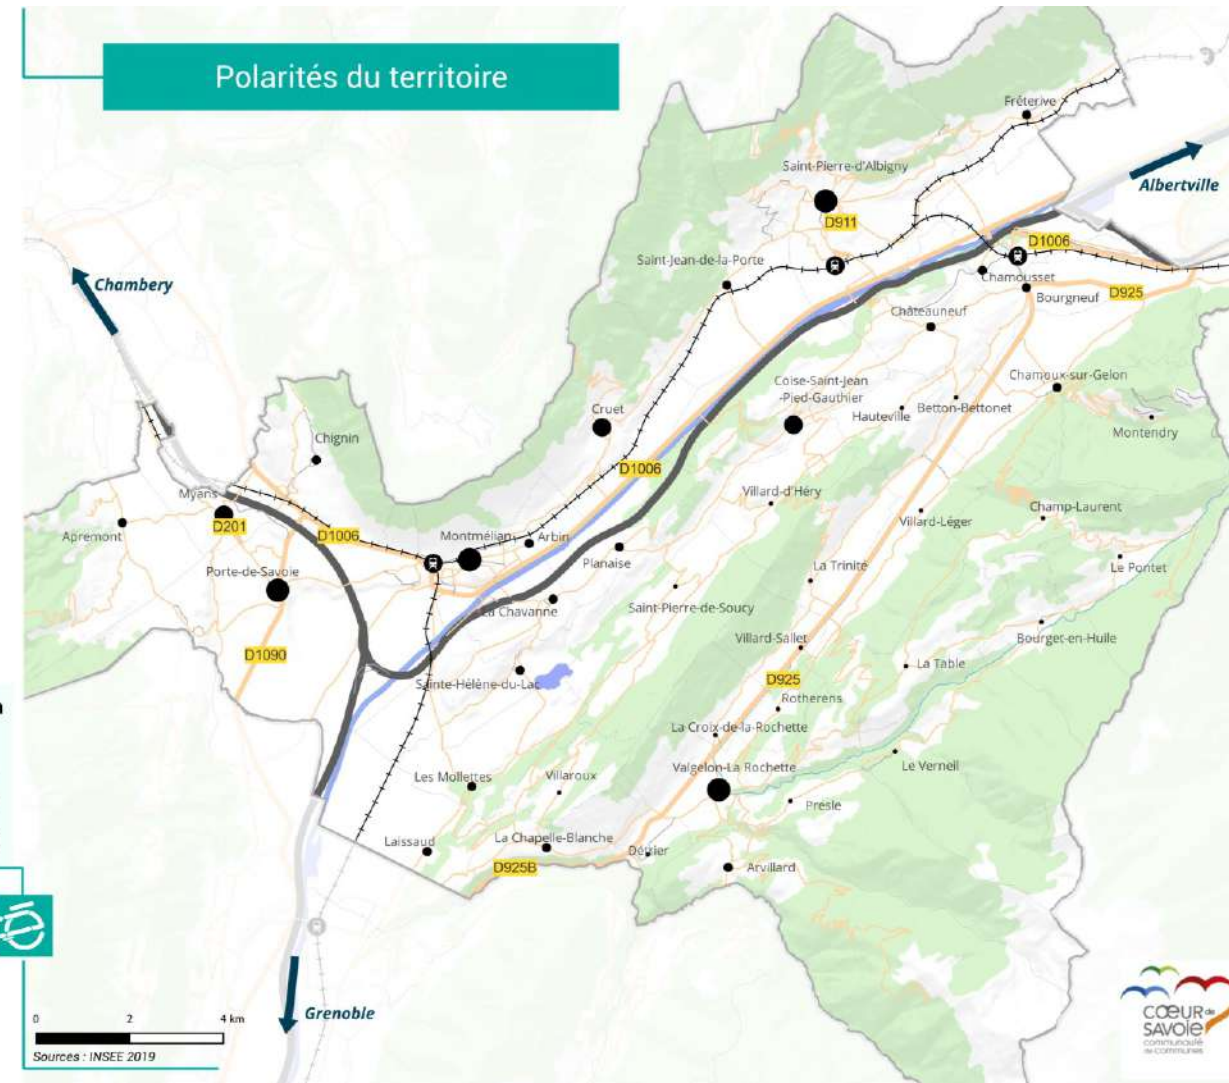 Polarités du territoire
Fréterive
Saint-Pierre-d'Albigny
Albertville
D911
D1006
Saint-Jean-de-la-Porte
Chamousset
Chambery
D925
Bourgneuf
Châteauneuf
Coise-Saint-Jean
-Pied-Gauthier
Chamoux-sur-Gelon
Cruet
Hauteville
Betton-Bettonet
Montendry
Chignin
D1006
Villard-d'Héry
Myans
Champ-Laurent
Apremont
D201
Villard-Léger
D1006
Montmélian
Arbin
Planaise
Le Pontet
Porte-de-Savoie
La Trinité
La Chavanne
Saint-Pierre-de-Soucy
Villard-Sallet
Bourget-en-Huile
D1090
La Table
Sainte-Hélène-du-Lac
D925
Rotherens
La Croix-de-la-Rochette
Valgelon-La Rochette
Le Verneil
Les Mollettes
Villaroux
Presle
Laissaud
La Chapelle-Blanche
Détrier
D925B
Arvillard
Grenoble
0 2 4 km
Sources : INSEE 2019
CŒUR de
SAVOIE
communauté
de communes